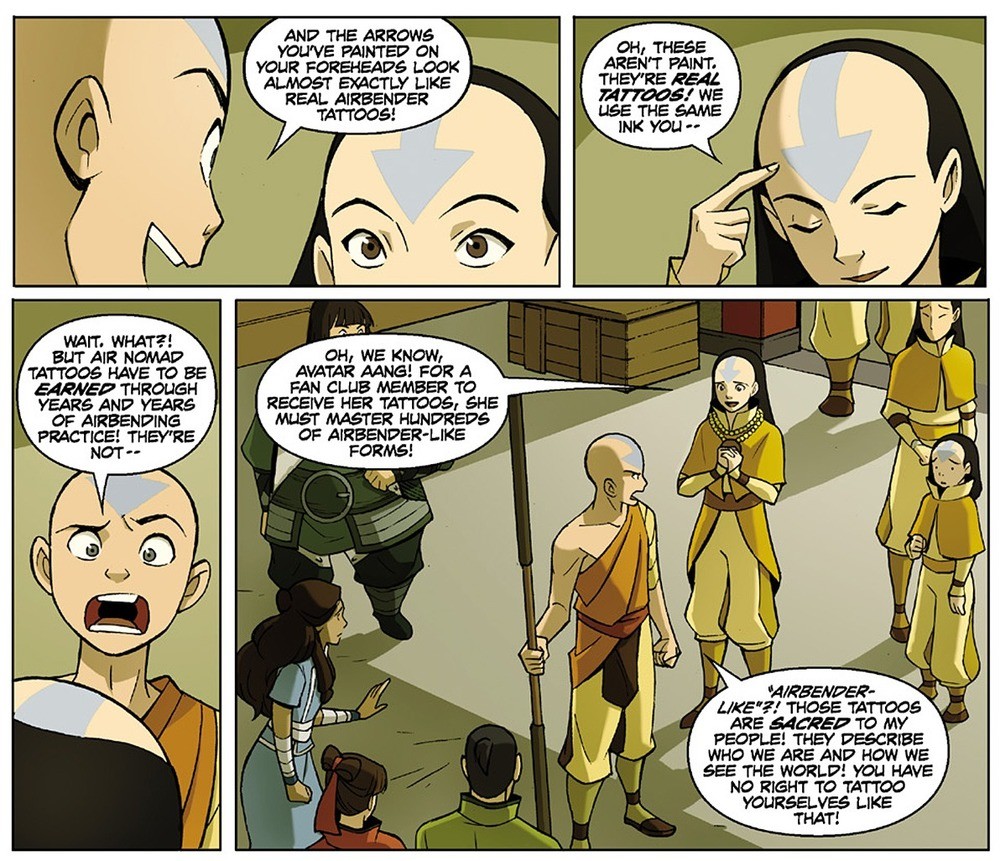 AND THE ARROWS
YOU'VE PAINTED ON
YOUR FOREHEADS LOOK
ALMOST EXACTLY LIKE
REAL AIRBENDER
TATTOOS!
OH, THESE
AREN'T PAINT.
THEY'RE REAL
TATTOOS! WE
USE THE SAME
INK YOU--
WAIT. WHAT?!
BUT AIR NOMAD
TATTOOS HAVE TO BE
EARNED THROUGH
YEARS AND YEARS
OF AIRBENDING
PRACTICE! THEY'RE
NOT--
OH, WE KNOW,
AVATAR AANG! FOR A
FAN CLUB MEMBER TO
RECEIVE HER TATTOOS, SHE
MUST MASTER HUNDREDS
OF AIRBENDER-LIKE
FORMS!
"AIRBENDER-
LIKE"?! THOSE TATTOOS
ARE SACRED TO MY
PEOPLE! THEY DESCRIBE
WHO WE ARE AND HOW WE
SEE THE WORLD! YOU HAVE
NO RIGHT TO TATTOO
YOURSELVES LIKE
THAT!